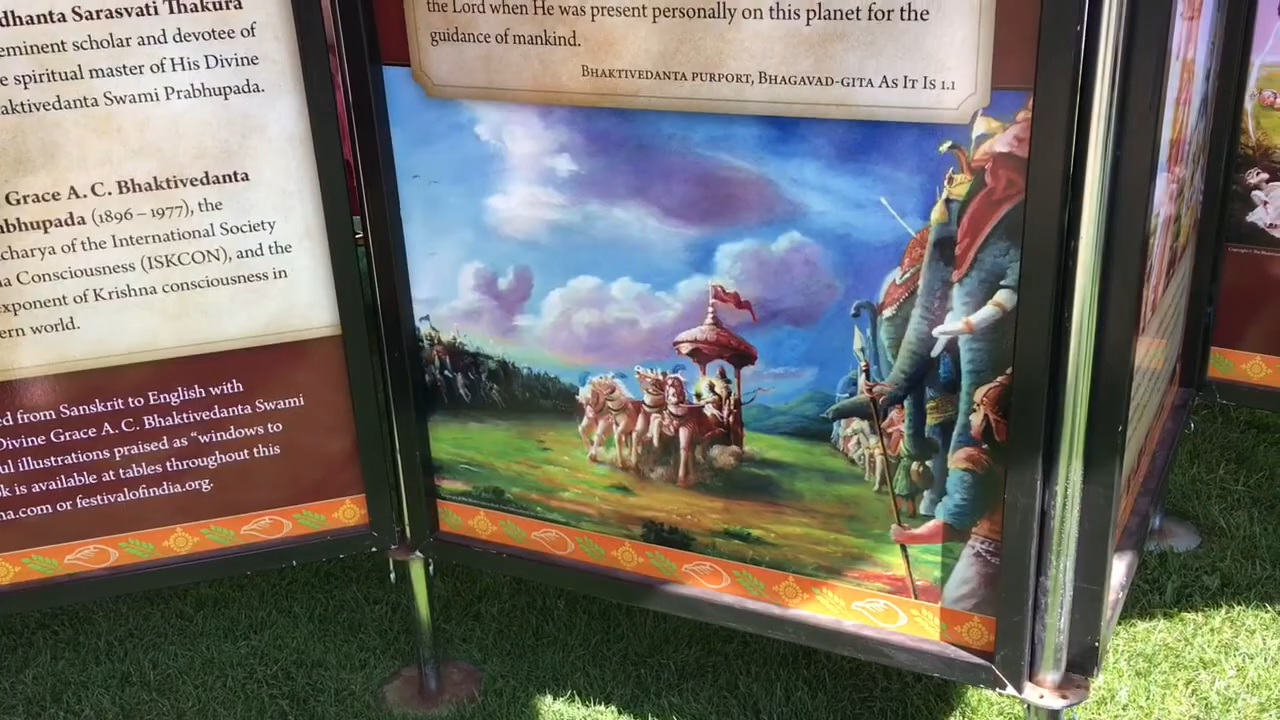 dhanta Sarasvati Thakura
eminent scholar and devotee of
e spiritual master of His Divine
aktivedanta Swami Prabhupada.
Grace A. C. Bhaktivedanta
abhupada (1896 – 1977), the
charya of the International Society
na Consciousness (ISKCON), and the
exponent of Krishna consciousness in
ern world.
ed from Sanskrit to English with
Divine Grace A. C. Bhaktivedanta Swami
ul illustrations praised as “windows to
k is available at tables throughout this
na.com or festivalofindia.org.
the Lord when He was present personally on this planet for the
guidance of mankind.
Bhaktivedanta purport, Bhagavad-gita As It Is 1.1